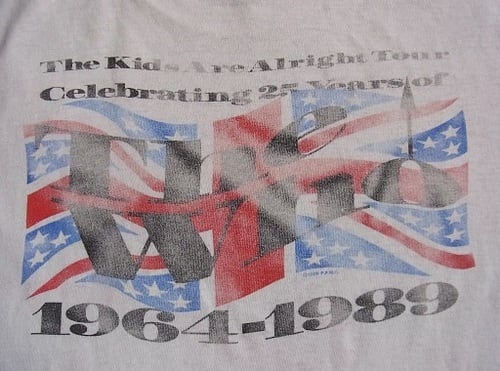 The Kids Are Alright Tour
Celebrating 25 Years of
The
Who
1964-1989